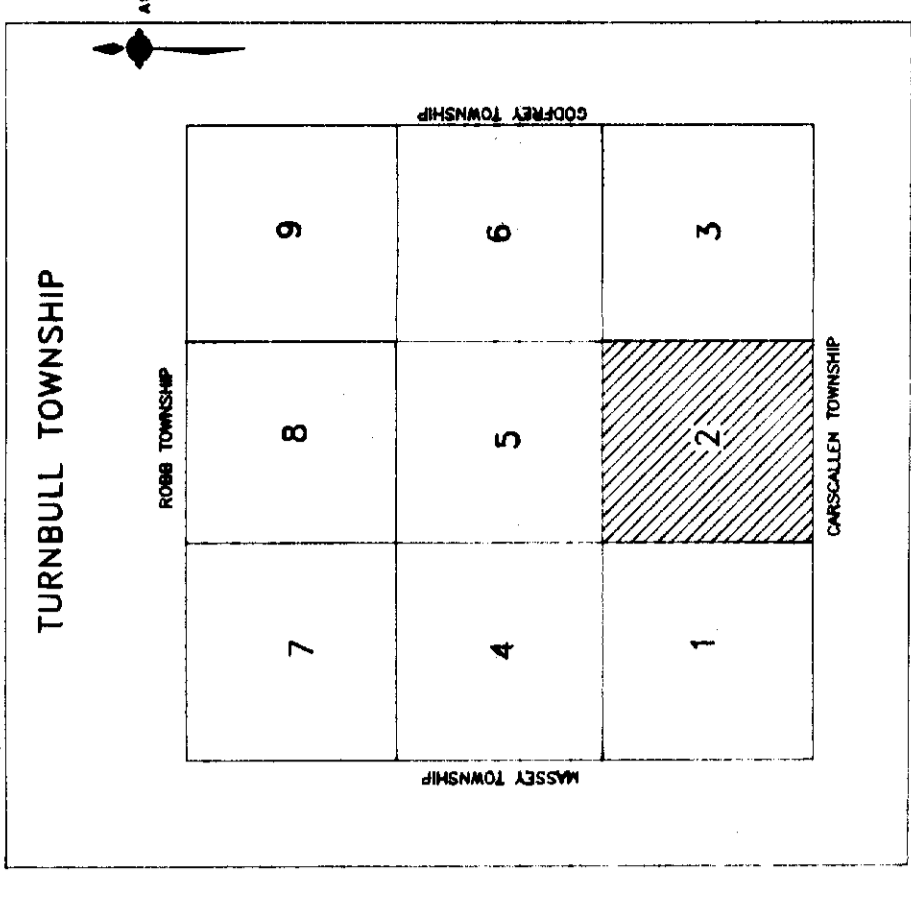 TURNBULL TOWNSHIP
ROBB TOWNSHIP
7 8 9
MASSEY TOWNSHIP
4 5 6
GODFREY TOWNSHIP
1 2 3
CARSCALLEN TOWNSHIP